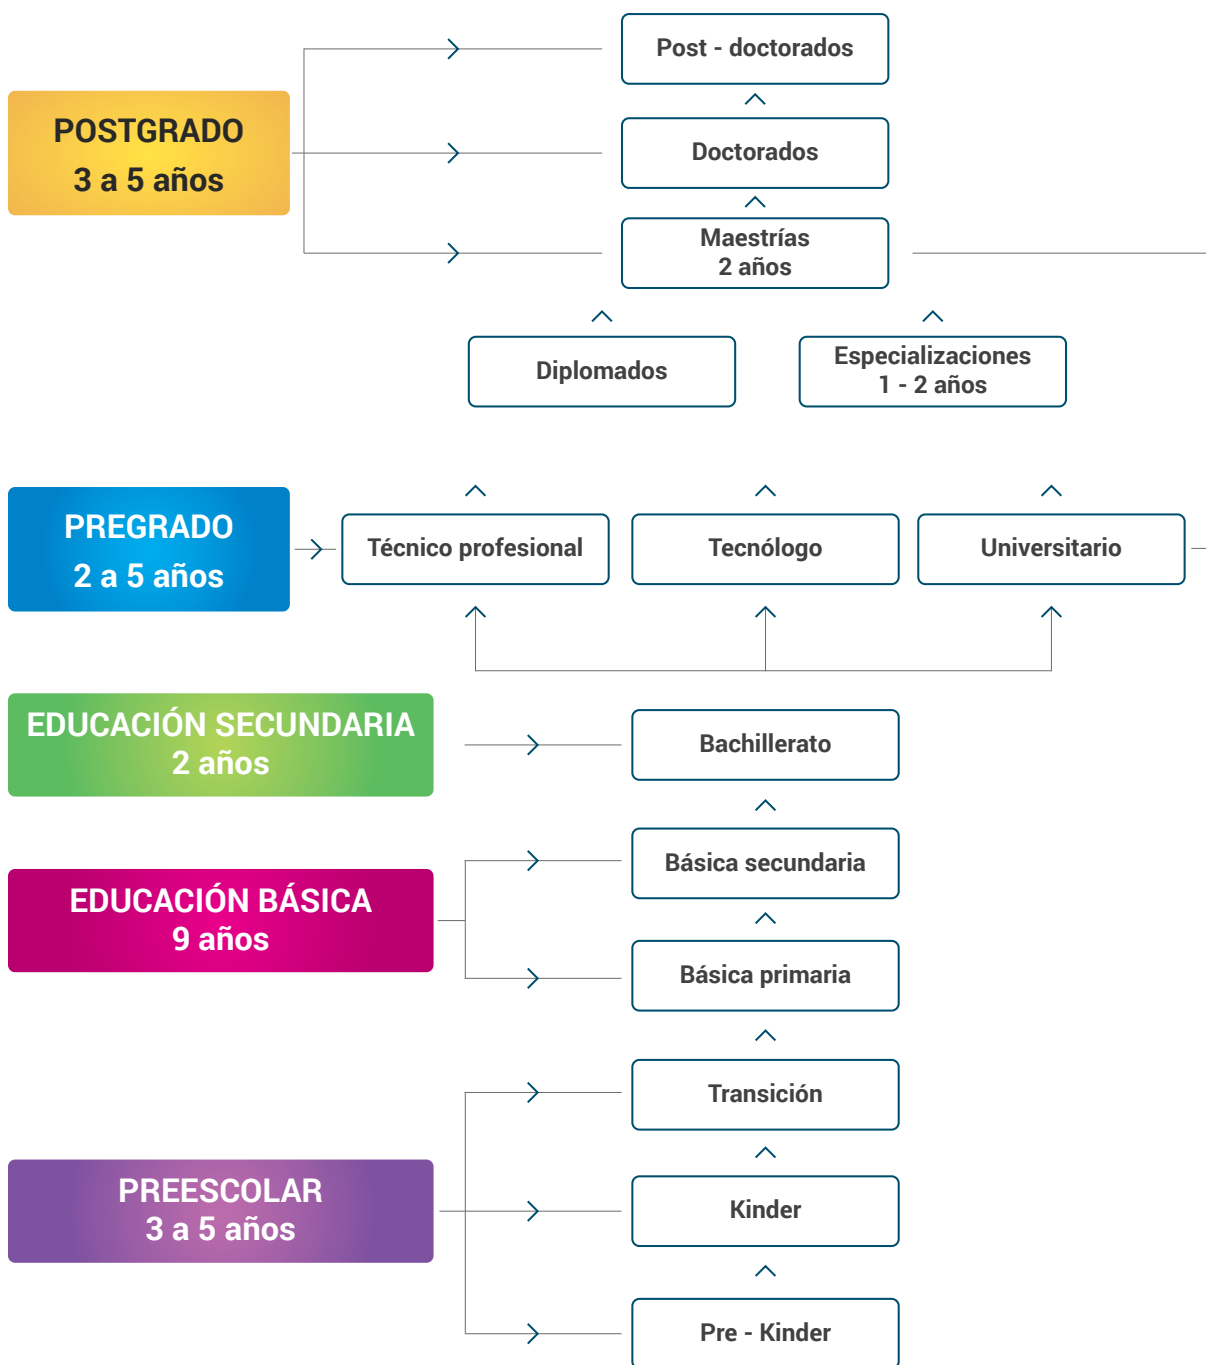 Post - doctorados
POSTGRADO
3 a 5 años
Doctorados
Maestrías
2 años
Diplomados
Especializaciones
1 - 2 años
PREGRADO
2 a 5 años
Técnico profesional
Tecnólogo
Universitario
EDUCACIÓN SECUNDARIA
2 años
Bachillerato
Básica secundaria
EDUCACIÓN BÁSICA
9 años
Básica primaria
Transición
PREESCOLAR
3 a 5 años
Kinder
Pre - Kinder